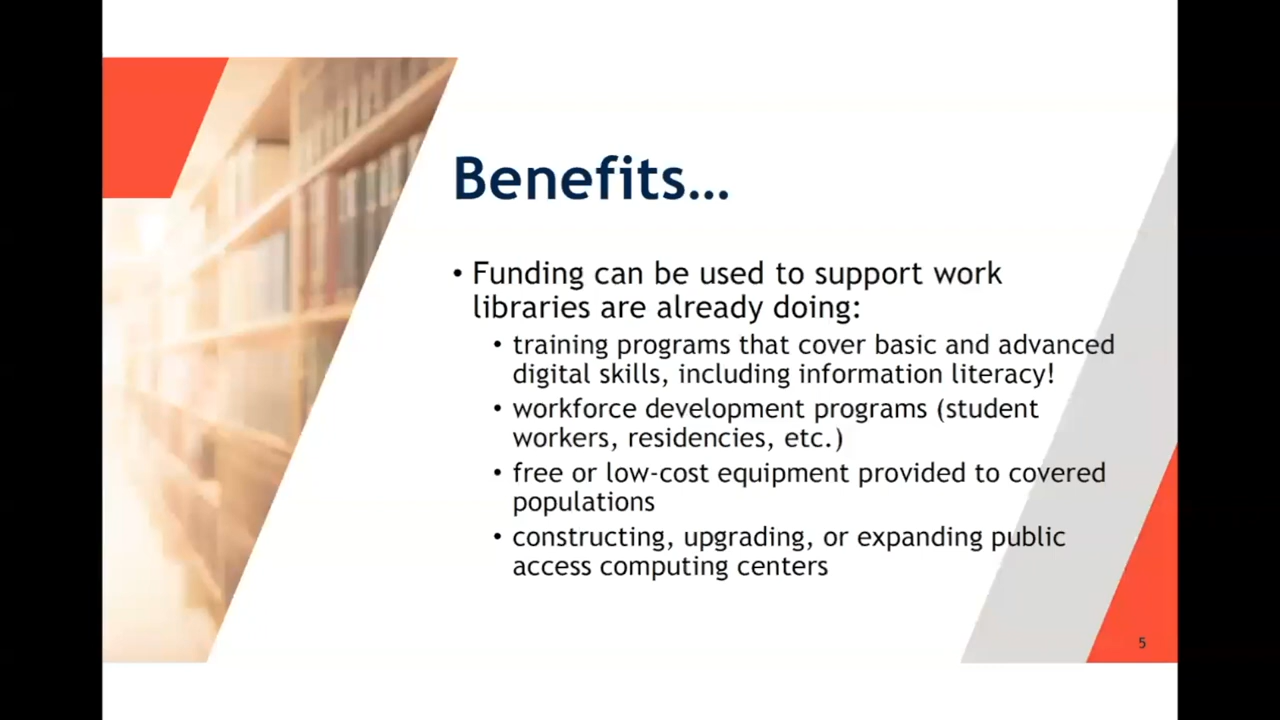 Benefits...
• Funding can be used to support work
libraries are already doing:
• training programs that cover basic and advanced
digital skills, including information literacy!
• workforce development programs (student
workers, residencies, etc.)
• free or low-cost equipment provided to covered
populations
• constructing, upgrading, or expanding public
access computing centers
5